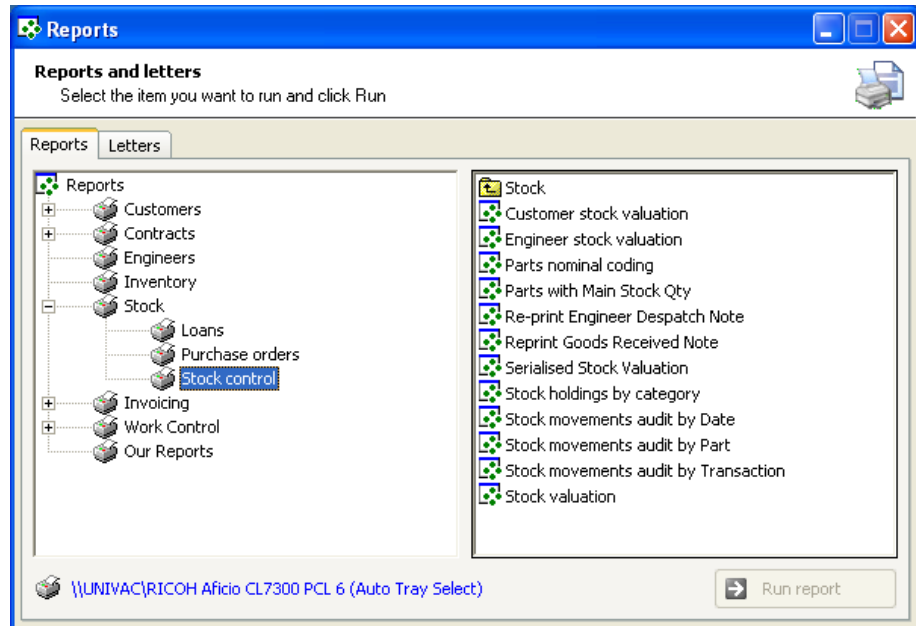 Reports
Reports and letters
Select the item you want to run and click Run
Reports
Letters
Reports
Customers
Contracts
Engineers
Inventory
Stock
Loans
Purchase orders
Stock control
Invoicing
Work Control
Our Reports
Stock
Customer stock valuation
Engineer stock valuation
Parts nominal coding
Parts with Main Stock Qty
Re-print Engineer Despatch Note
Reprint Goods Received Note
Serialised Stock Valuation
Stock holdings by category
Stock movements audit by Date
Stock movements audit by Part
Stock movements audit by Transaction
Stock valuation
\\UNIVAC\RICOH Aficio CL7300 PCL 6 (Auto Tray Select)
Run report